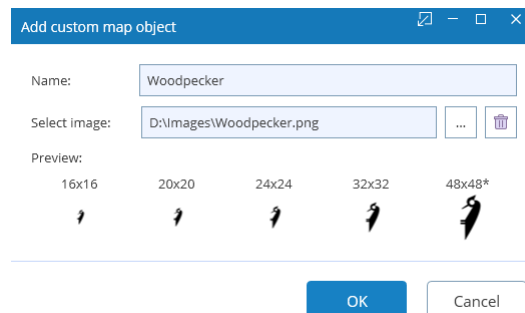 Add custom map object
Name: Woodpecker
Select image: D:\Images\Woodpecker.png ...
Preview:
16x16 20x20 24x24 32x32 48x48*
OK Cancel